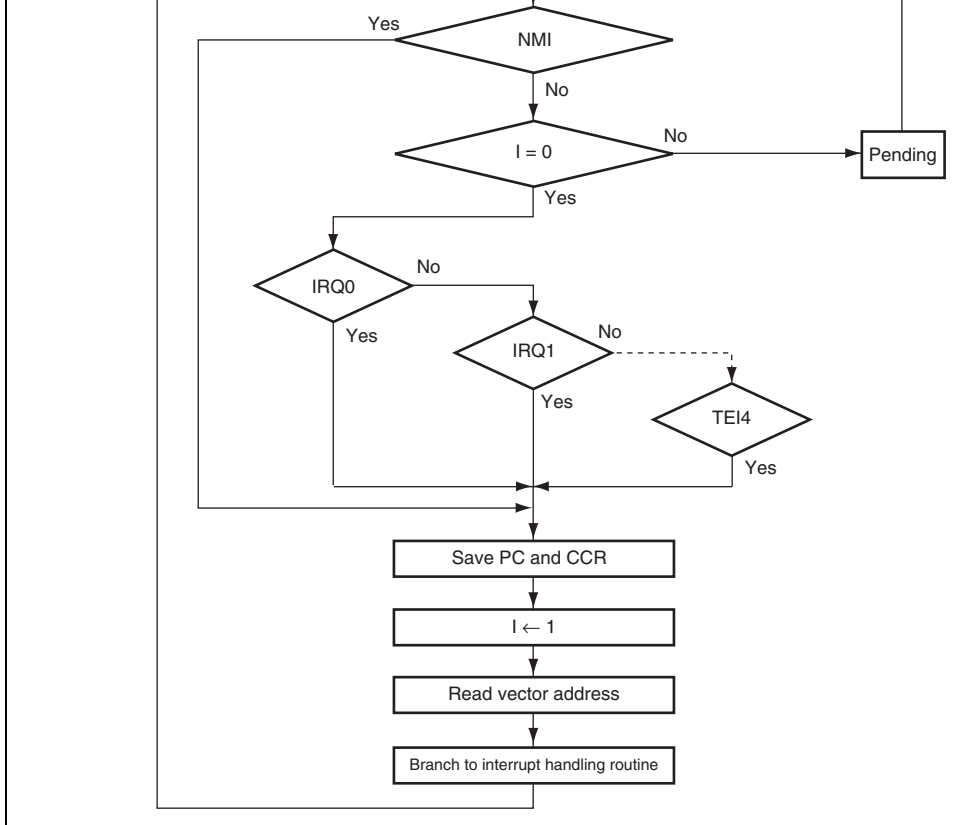 Yes
NMI
No
I = 0
No
Pending
Yes
IRQ0
No
Yes
IRQ1
No
Yes
TEI4
Yes
Save PC and CCR
I ← 1
Read vector address
Branch to interrupt handling routine